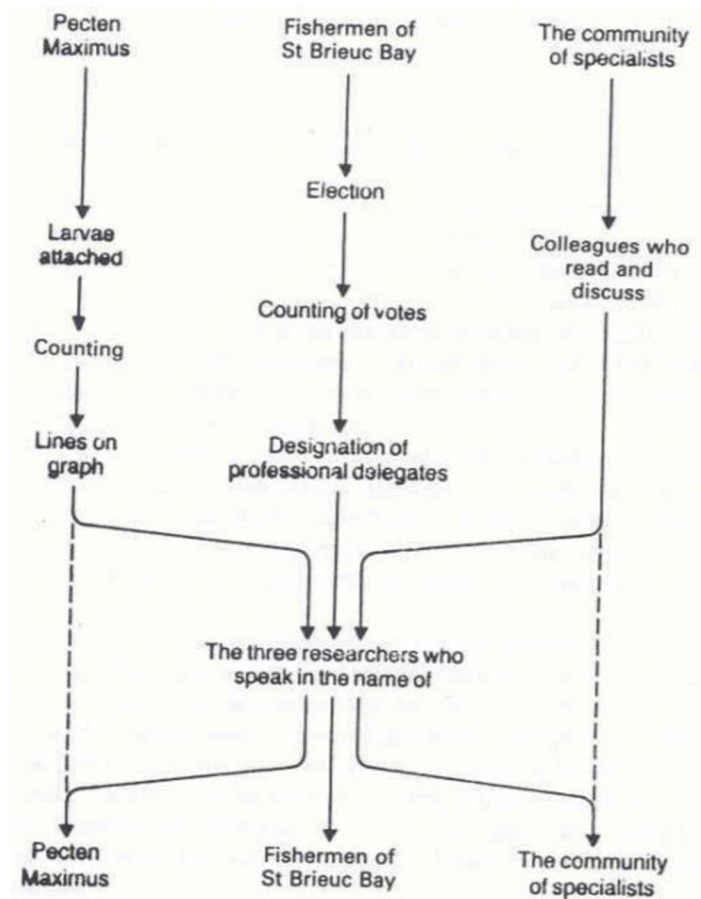 Pecten
Maximus
Fishermen of
St Brieuc Bay
The community
of specialists
Election
Larvae
attached
Colleagues who
read and
discuss
Counting of votes
Counting
Lines on
graph
Designation of
professional delegates
The three researchers who
speak in the name of
Pecten
Maximus
Fishermen of
St Brieuc Bay
The community
of specialists